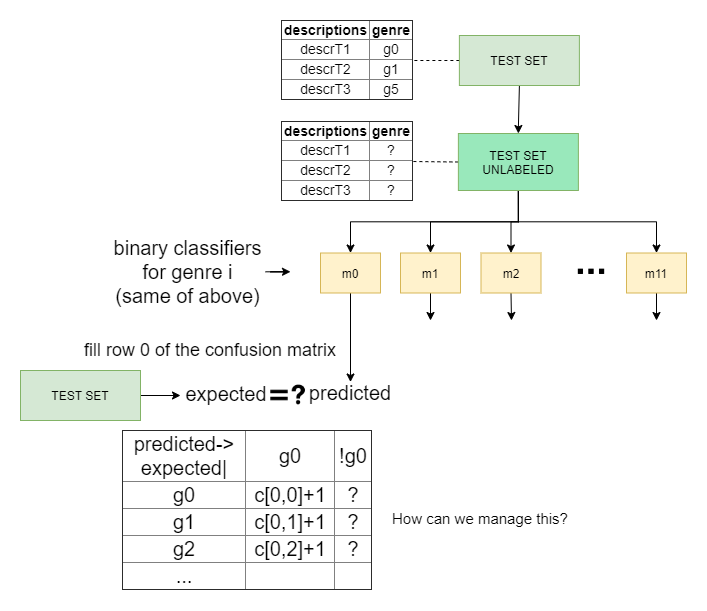 descriptions genre
descrT1 g0
descrT2 g1
descrT3 g5
TEST SET
descriptions genre
descrT1 ?
descrT2 ?
descrT3 ?
TEST SET
UNLABELED
binary classifiers
for genre i
(same of above)
m0 m1 m2 ... m11
fill row 0 of the confusion matrix
TEST SET
expected =? predicted
predicted->
expected|
g0 !g0
g0 c[0,0]+1 ?
g1 c[0,1]+1 ?
g2 c[0,2]+1 ?
...
How can we manage this?